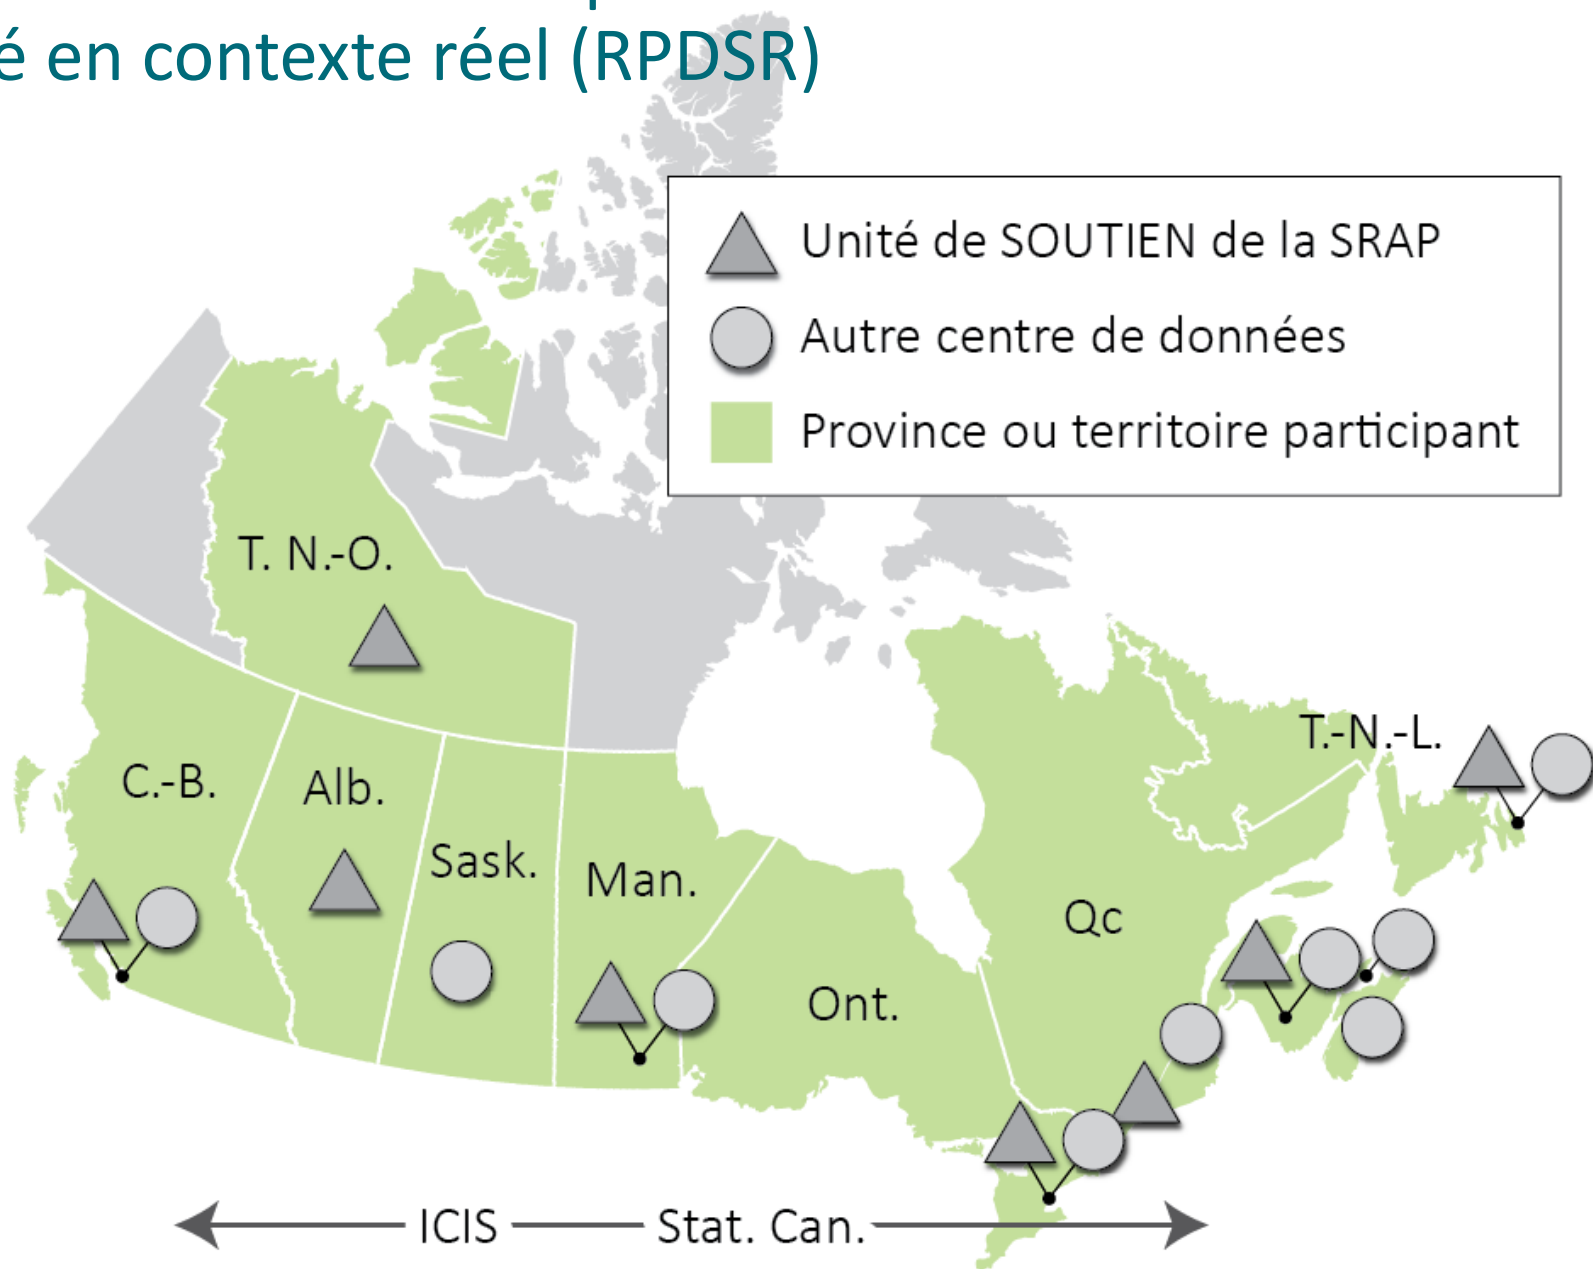 é en contexte réel (RPDSR)
Unité de SOUTIEN de la SRAP
Autre centre de données
Province ou territoire participant
T. N.-O.
T.-N.-L.
C.-B.
Alb.
Sask.
Man.
Qc
Ont.
ICIS
Stat. Can.